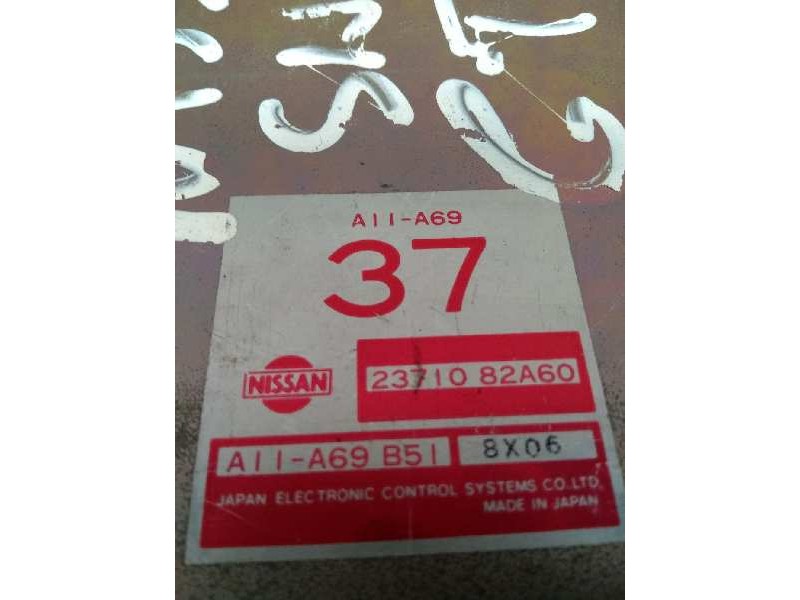 A11-A69
37
NISSAN
23710 82A60
A11-A69 B51
8X06
JAPAN ELECTRONIC CONTROL SYSTEMS CO.LTD.
MADE IN JAPAN